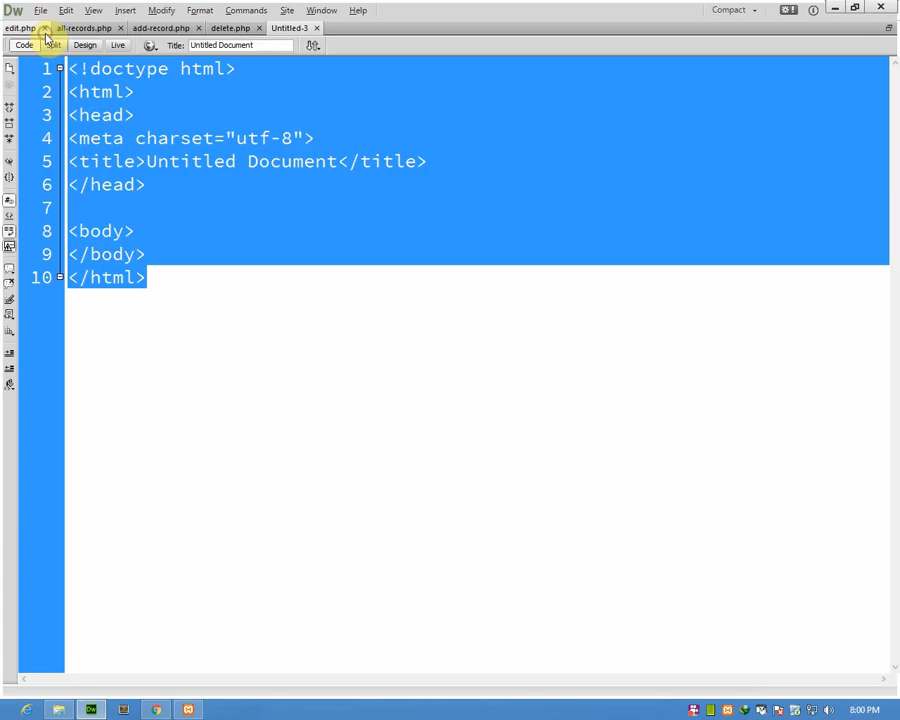 Dw File Edit View Insert Modify Site Window Help Format Commands Compact
edit.php all-records.php add-record.php delete.php Untitled-3
Code Split Design Live Title: Untitled Document
1 <!doctype html>
2 <html>
3 <head>
4 <meta charset="utf-8">
5 <title>Untitled Document</title>
6 </head>
7
8 <body>
9 </body>
10 </html>
Dw
8:00 PM